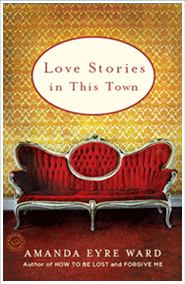 Love Stories
in This Town
AMANDA EYRE WARD
Author of HOW TO BE LOST and FORGIVE ME